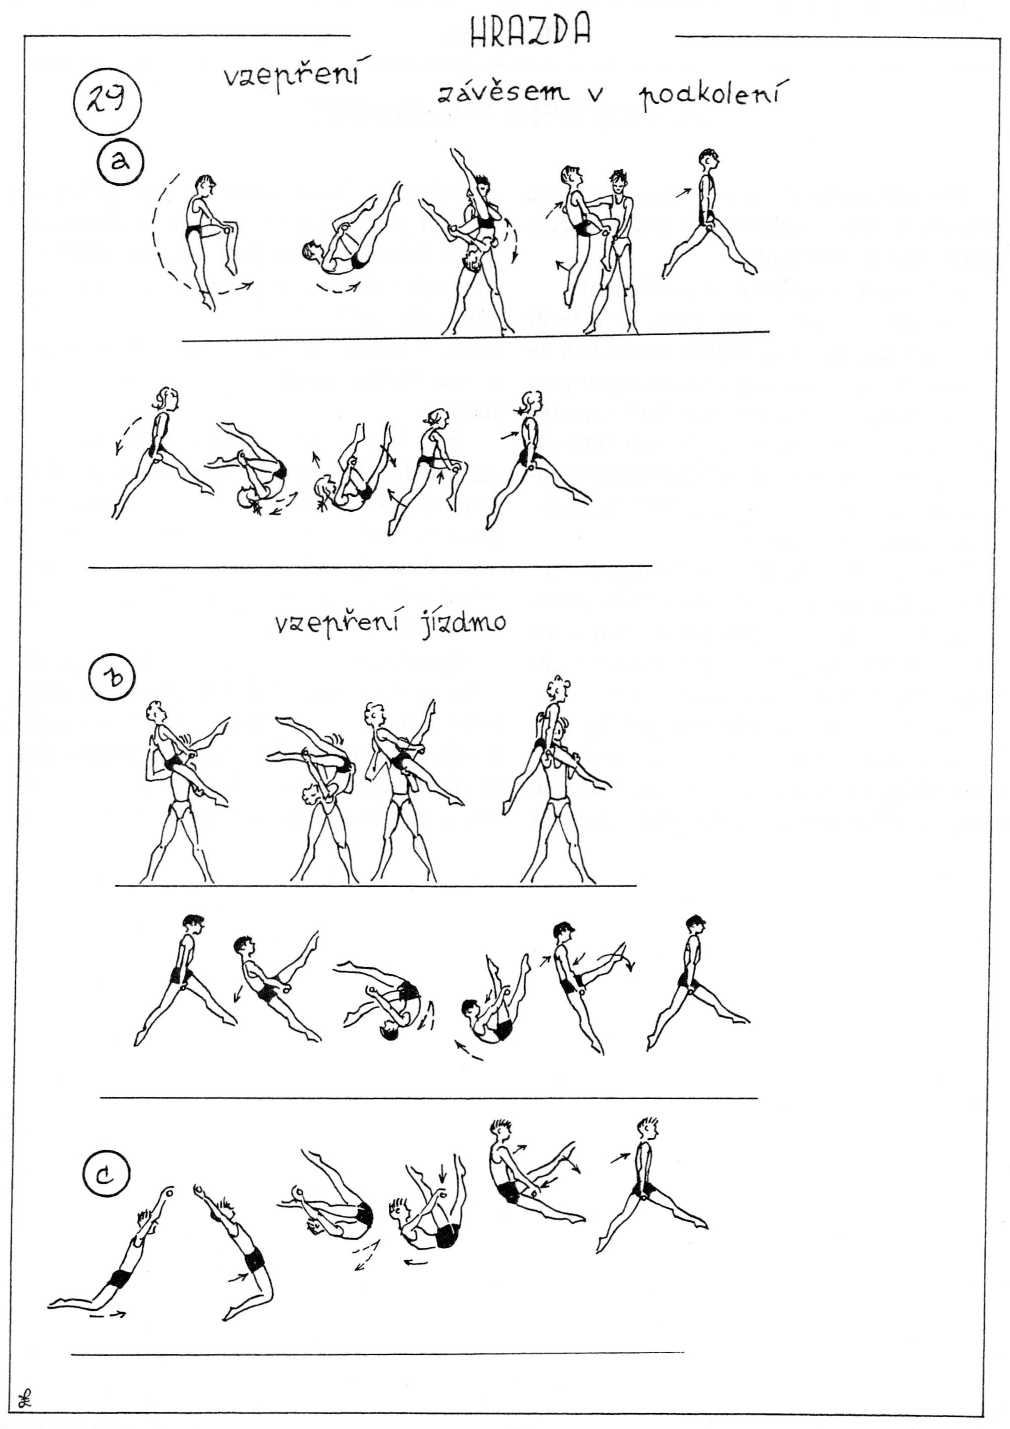 HRAZDA
vzepření
závěsem v podkolení
29
a
vzepření jízdmo
b
c